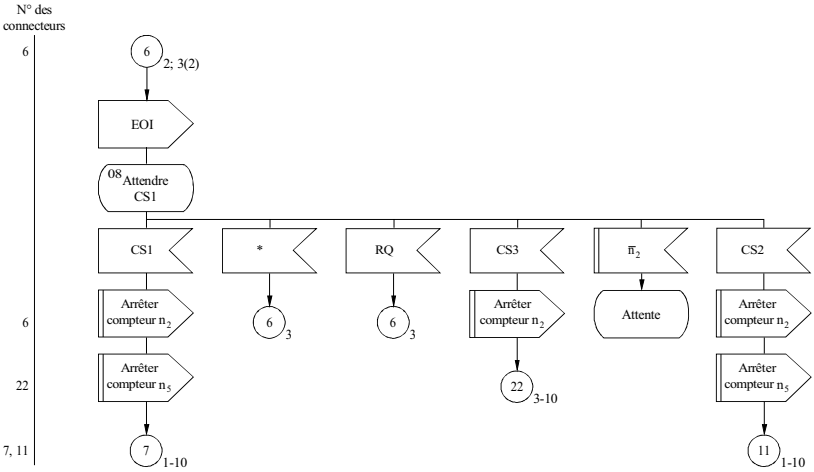 N° des
connecteurs
6
6
2; 3(2)
EOI
08 Attendre
CS1
CS1
*
RQ
CS3
n̅2
CS2
6
Arrêter
compteur n2
6
3
6
3
Arrêter
compteur n2
Attente
Arrêter
compteur n2
22
Arrêter
compteur n5
22
3-10
Arrêter
compteur n5
7, 11
7
1-10
11
1-10